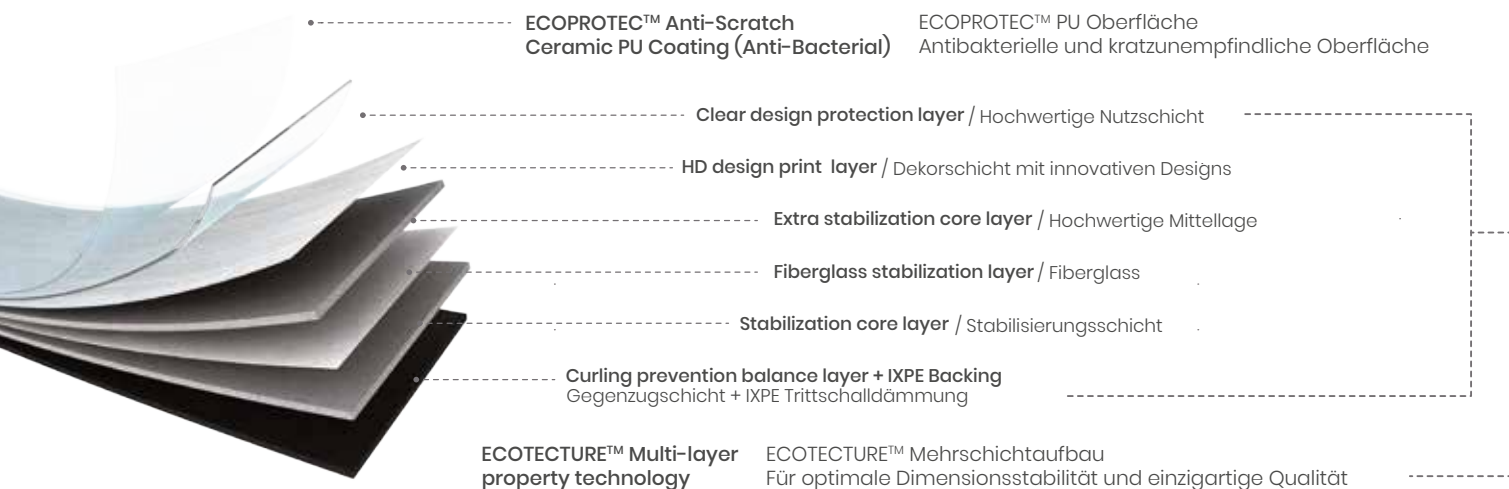 ECOPROTEC™ Anti-Scratch
Ceramic PU Coating (Anti-Bacterial)
ECOPROTEC™ PU Oberfläche
Antibakterielle und kratzunempfindliche Oberfläche
Clear design protection layer / Hochwertige Nutzschicht
HD design print layer / Dekorschicht mit innovativen Designs
Extra stabilization core layer / Hochwertige Mittellage
Fiberglass stabilization layer / Fiberglass
Stabilization core layer / Stabilisierungsschicht
Curling prevention balance layer + IXPE Backing
Gegenzugschicht + IXPE Trittschalldämmung
ECOTECTURE™ Multi-layer
property technology
ECOTECTURE™ Mehrschichtaufbau
Für optimale Dimensionsstabilität und einzigartige Qualität